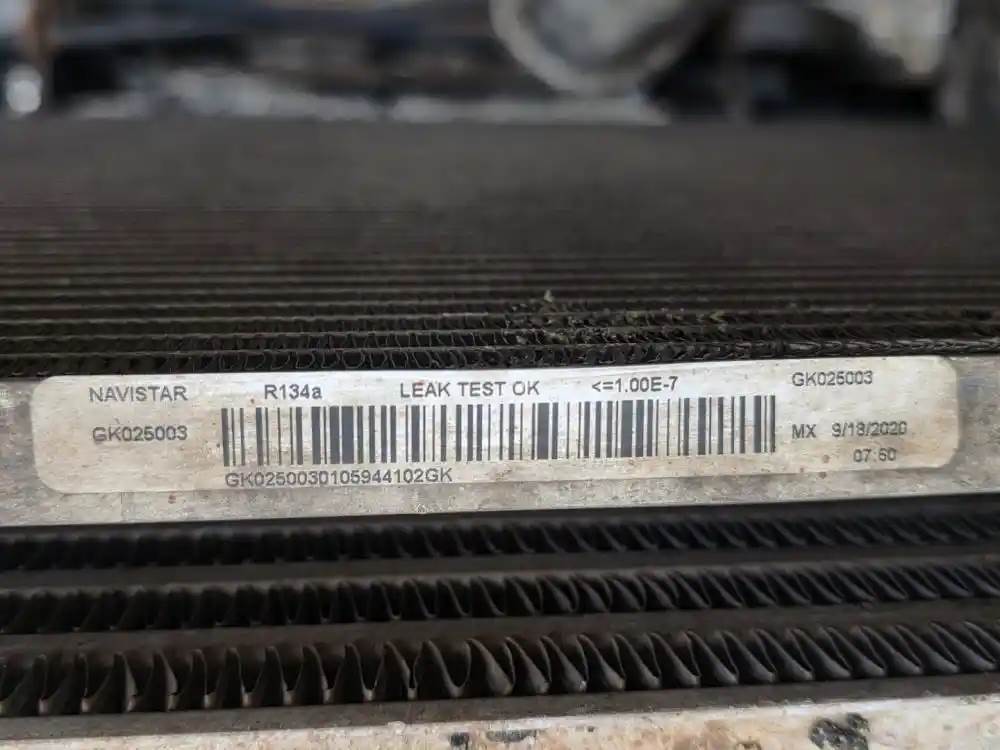 NAVISTAR R134a LEAK TEST OK <=1.00E-7 GK025003
GK025003 MX 9/18/2020
07:50
GK0250030105944102GK